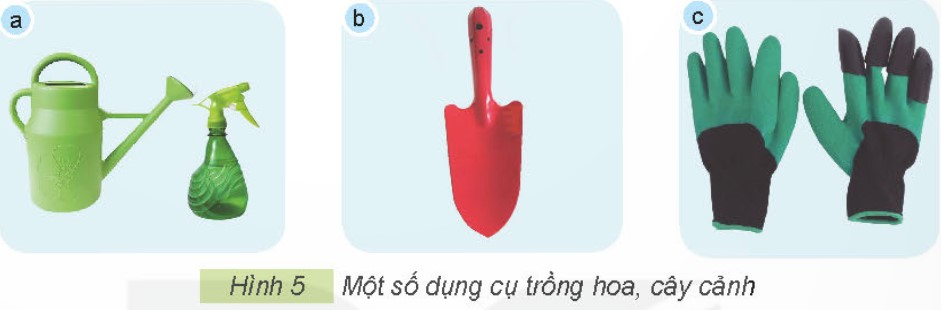 a
b
c
Hình 5 Một số dụng cụ trồng hoa, cây cảnh